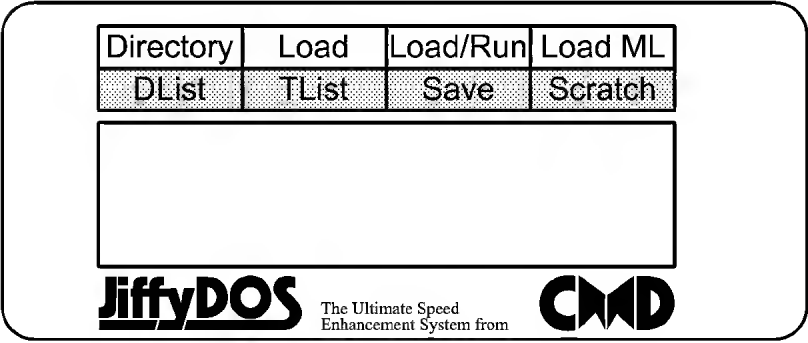 Directory Load Load/Run Load ML
DList TList Save Scratch
JiffyDOS
The Ultimate Speed
Enhancement System from
CMD